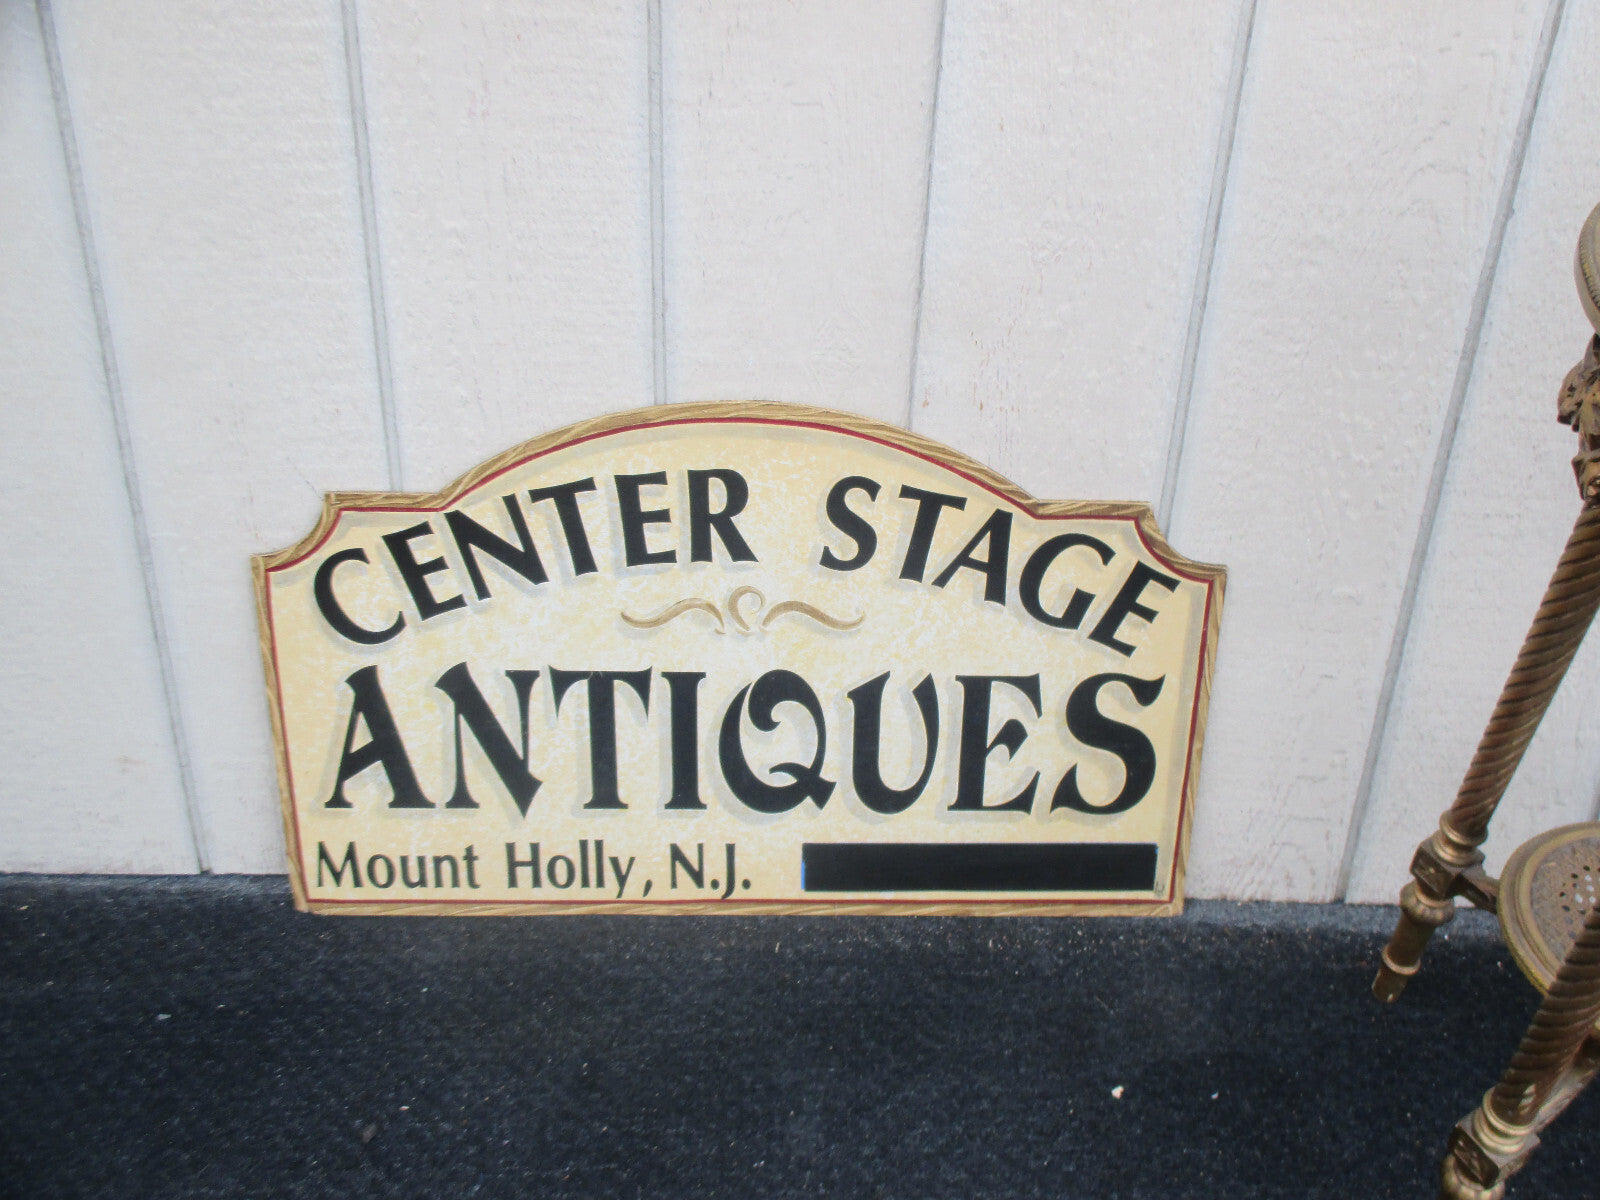 CENTER STAGE
ANTIQUES
Mount Holly, N.J.